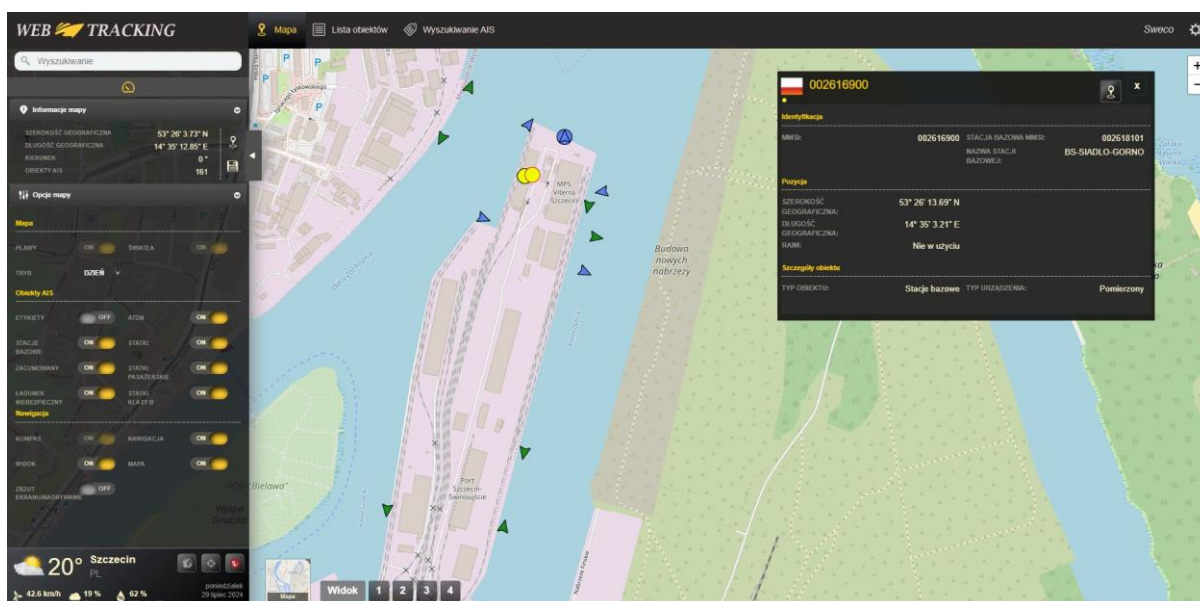 WEB TRACKING
Mapa
Lista obiektów
Wyszukiwanie AIS
Sweco
Wyszukiwanie
Informacje mapy
SZEROKOŚĆ GEOGRAFICZNA 53° 26' 3.73" N
DŁUGOŚĆ GEOGRAFICZNA 14° 35' 12.85" E
KIERUNEK 0 °
OBIEKTY AIS 161
Opcje mapy
Mapa
PŁAWY ON ŚWIATŁA ON
TRYB DZIEŃ
Obiekty AIS
ETYKIETY OFF ATON ON
STACJE BAZOWE ON STATKI ON
ZACUMOWANY ON STATKI PASAŻERSKIE ON
ŁADUNEK NIEBEZPIECZNY ON STATKI KLASY B ON
Nawigacja
KOMPAS ON NAWIGACJA ON
WIDOK ON MAPA ON
ZRZUT EKRANU/NAGRYWANIE OFF
20° Szczecin
PL
poniedziałek
29 lipiec 2024
42.6 km/h 19 % 62 %
Mapa
Widok 1 2 3 4
P
P
P
P
Ignacego Łukasiewskiego
MPS
Viterra
Szczecin
Odra Zachodnia
Budowa
nowych
nabrzeży
Port
Szczecin-
Świnoujście
"Bielawa"
Wyspa
Grodzka
002616900
x
Identyfikacja
MMSI: 002616900 STACJA BAZOWA MMSI: 002618101
NAZWA STACJI BAZOWEJ: BS-SIADLO-GORNO
Pozycja
SZEROKOŚĆ GEOGRAFICZNA: 53° 26' 13.69" N
DŁUGOŚĆ GEOGRAFICZNA: 14° 35' 3.21" E
RAIM: Nie w użyciu
Szczegóły obiektu
TYP OBIEKTU: Stacje bazowe TYP URZĄDZENIA: Pomierzony
+
−